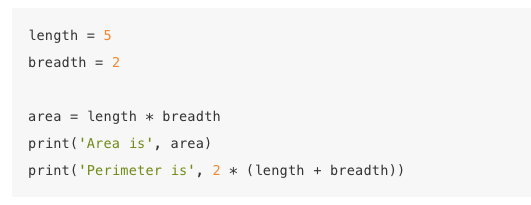 length = 5
breadth = 2
area = length * breadth
print('Area is', area)
print('Perimeter is', 2 * (length + breadth))